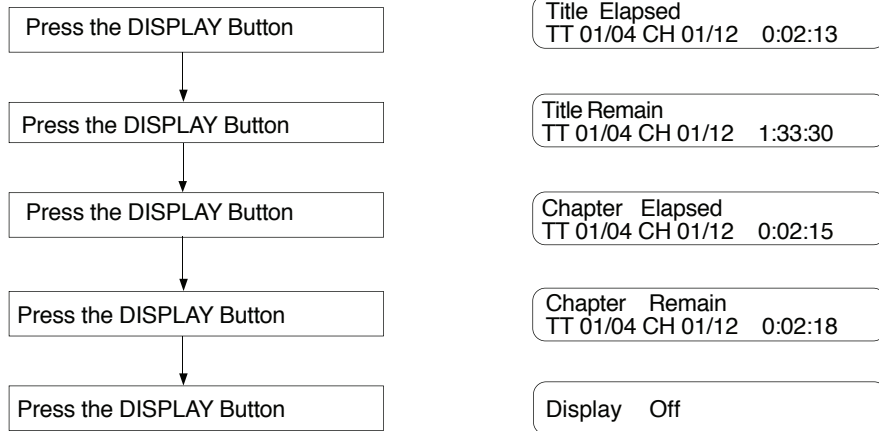 Press the DISPLAY Button
Title Elapsed
TT 01/04 CH 01/12 0:02:13
Press the DISPLAY Button
Title Remain
TT 01/04 CH 01/12 1:33:30
Press the DISPLAY Button
Chapter Elapsed
TT 01/04 CH 01/12 0:02:15
Press the DISPLAY Button
Chapter Remain
TT 01/04 CH 01/12 0:02:18
Press the DISPLAY Button
Display Off